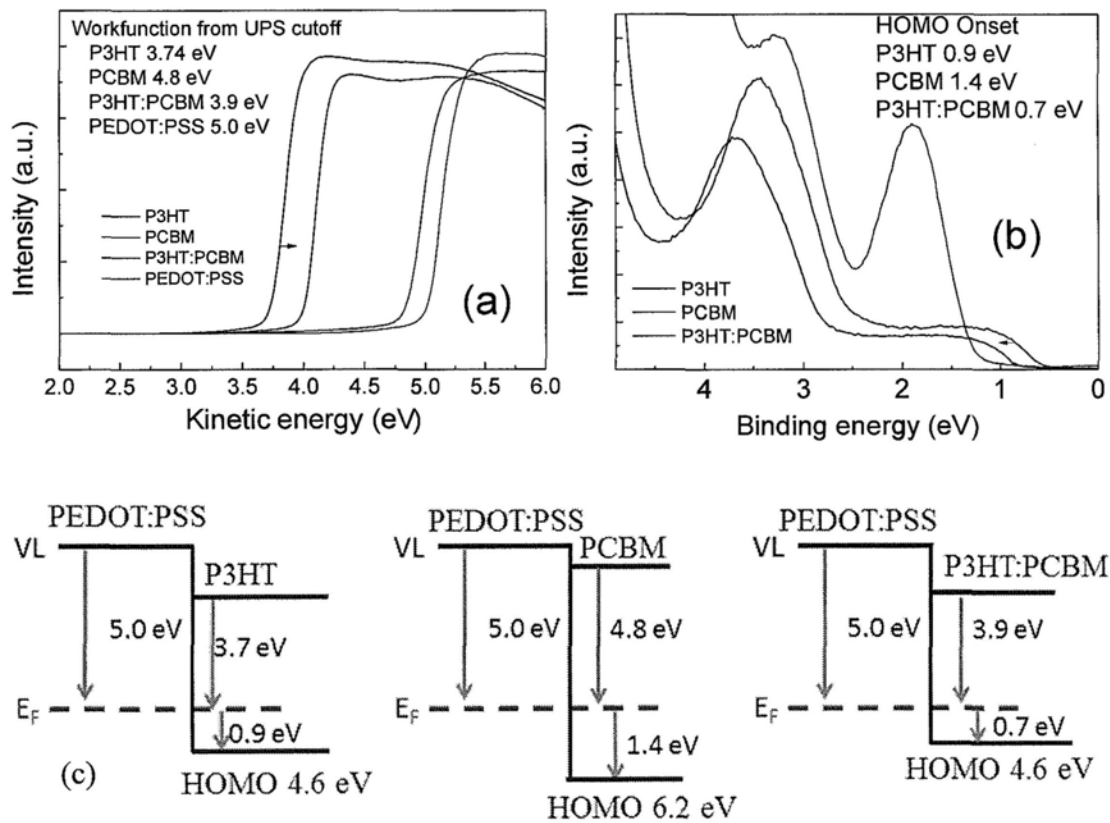 Workfunction from UPS cutoff
P3HT 3.74 eV
PCBM 4.8 eV
P3HT:PCBM 3.9 eV
PEDOT:PSS 5.0 eV
P3HT
PCBM
P3HT:PCBM
PEDOT:PSS
(a)
Intensity (a.u.)
2.0 2.5 3.0 3.5 4.0 4.5 5.0 5.5 6.0
Kinetic energy (eV)
HOMO Onset
P3HT 0.9 eV
PCBM 1.4 eV
P3HT:PCBM 0.7 eV
(b)
P3HT
PCBM
P3HT:PCBM
Intensity (a.u.)
4 3 2 1 0
Binding energy (eV)
PEDOT:PSS
VL
P3HT
5.0 eV
3.7 eV
EF
0.9 eV
HOMO 4.6 eV
(c)
PEDOT:PSS
PCBM
5.0 eV
4.8 eV
1.4 eV
HOMO 6.2 eV
PEDOT:PSS
VL
P3HT:PCBM
5.0 eV
3.9 eV
EF
0.7 eV
HOMO 4.6 eV